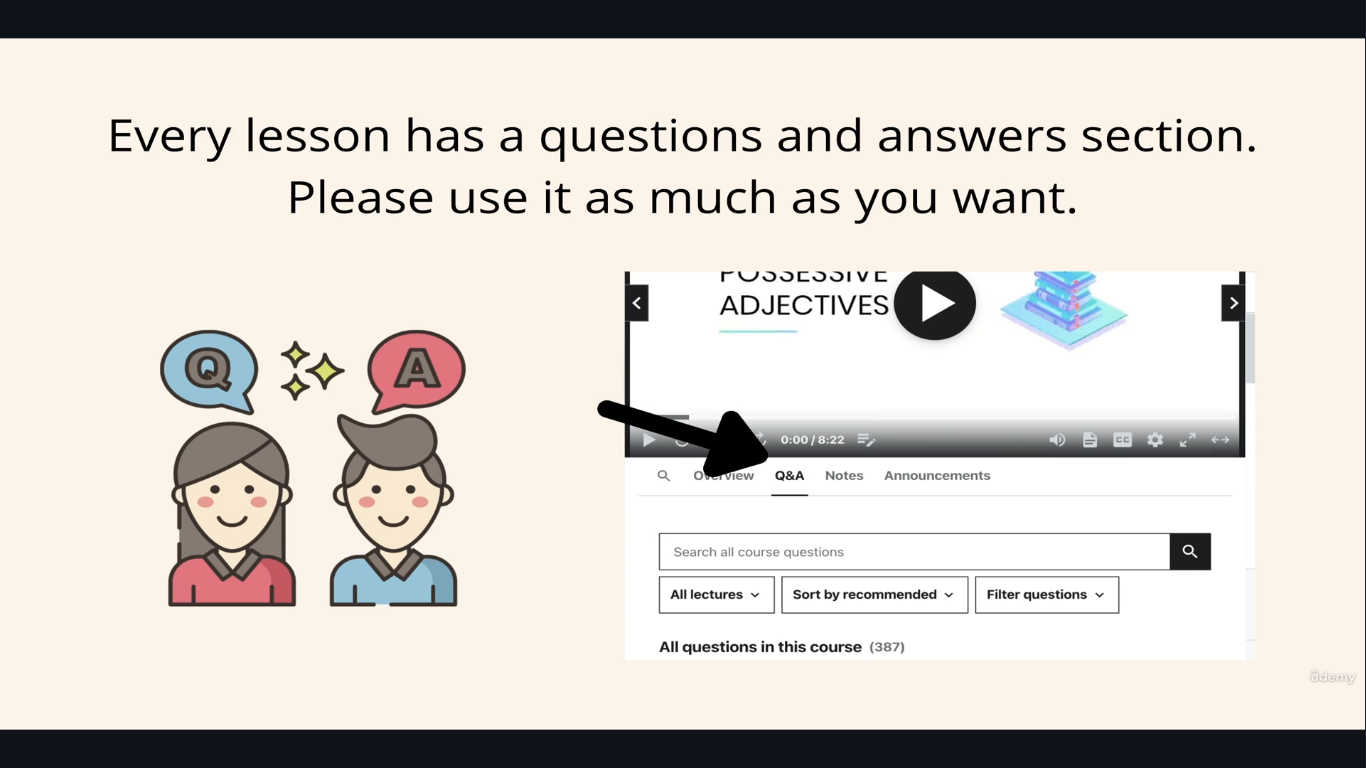 Every lesson has a questions and answers section.
Please use it as much as you want.
Q
A
POSSESSIVE
ADJECTIVES
0:00 / 8:22
CC
Overview
Q&A
Notes
Announcements
Search all course questions
All lectures
Sort by recommended
Filter questions
All questions in this course (387)
ûdemy